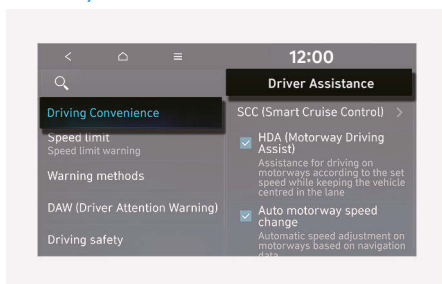 12:00
Driver Assistance
Driving Convenience
Speed limit
Speed limit warning
Warning methods
DAW (Driver Attention Warning)
Driving safety
SCC (Smart Cruise Control)
HDA (Motorway Driving
Assist)
Assistance for driving on
motorways according to the set
speed while keeping the vehicle
centred in the lane
Auto motorway speed
change
Automatic speed adjustment on
motorways based on navigation
data